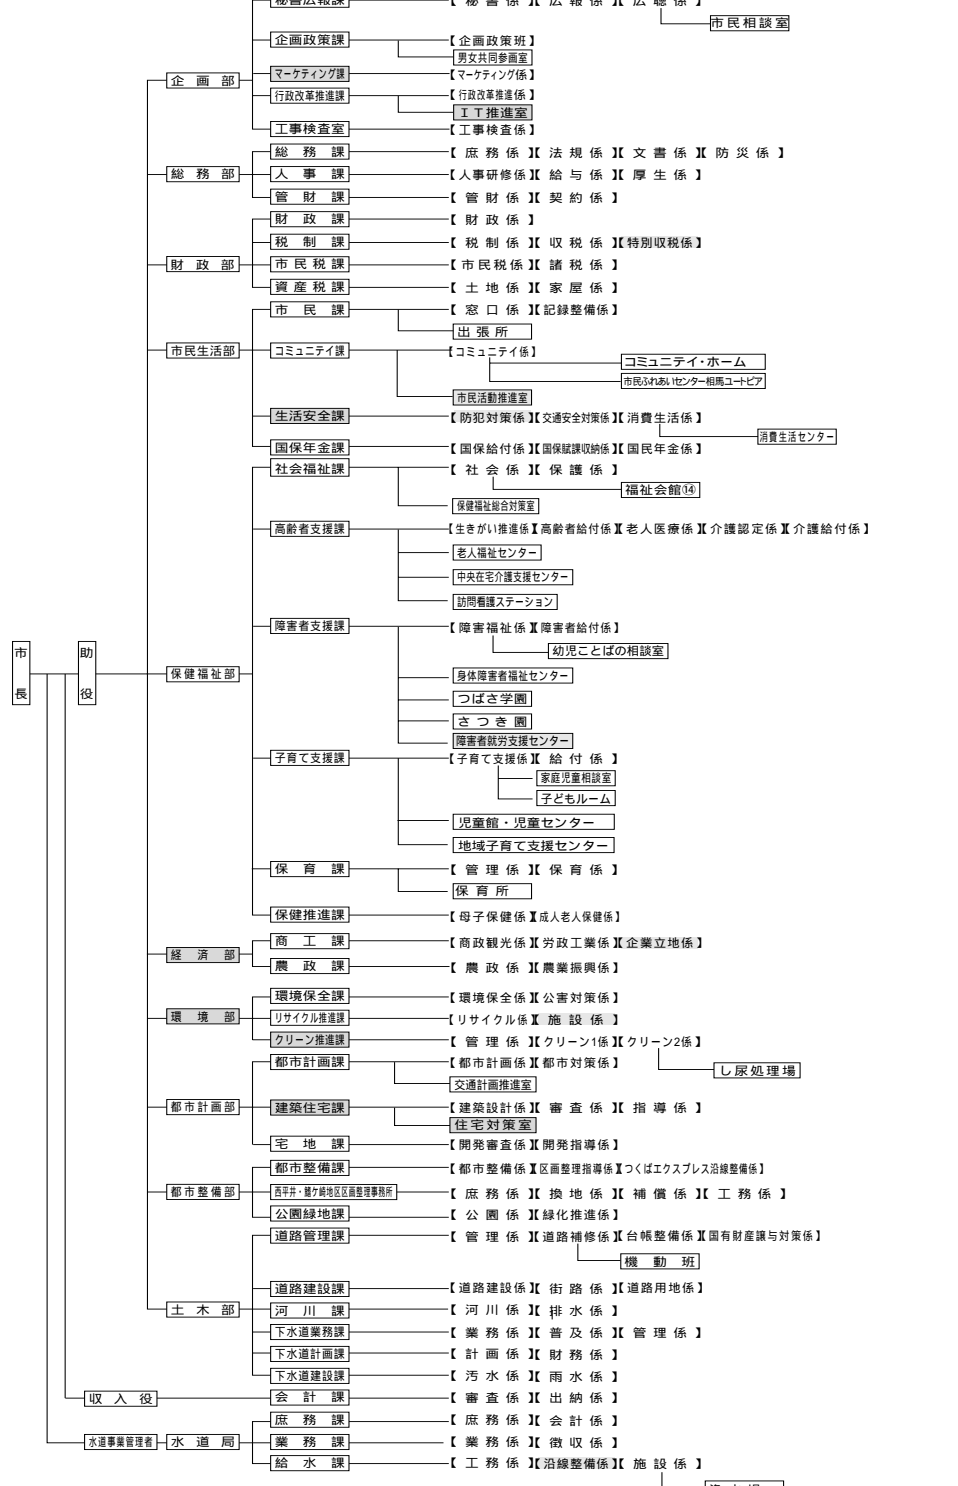 秘書広報課【秘書係】【広報係】【広聴係】
市民相談室
企画政策課【企画政策班】
男女共同参画室
マーケティング課【マーケティング係】
企画部
行政改革推進課【行政改革推進係】
ＩＴ推進室
工事検査室【工事検査係】
総務課【庶務係】【法規係】【文書係】【防災係】
総務部 人事課【人事研修係】【給与係】【厚生係】
管財課【管財係】【契約係】
財政課【財政係】
税制課【税制係】【収税係】【特別収税係】
財政部 市民税課【市民税係】【諸税係】
資産税課【土地係】【家屋係】
市民課【窓口係】【記録整備係】
出張所
市民生活部 コミュニテイ課【コミュニテイ係】
コミュニテイ・ホーム
市民ふれあいセンター相馬ユートピア
市民活動推進室
生活安全課【防犯対策係】【交通安全対策係】【消費生活係】
消費生活センター
国保年金課【国保給付係】【国保賦課収納係】【国民年金係】
社会福祉課【社会係】【保護係】
福祉会館⑭
保健福祉総合対策室
高齢者支援課【生きがい推進係】【高齢者給付係】【老人医療係】【介護認定係】【介護給付係】
老人福祉センター
中央在宅介護支援センター
訪問看護ステーション
障害者支援課【障害福祉係】【障害者給付係】
幼児ことばの相談室
市長 助役 保健福祉部 身体障害者福祉センター
つばさ学園
さつき園
障害者就労支援センター
子育て支援課【子育て支援係】【給付係】
家庭児童相談室
子どもルーム
児童館・児童センター
地域子育て支援センター
保育課【管理係】【保育係】
保育所
保健推進課【母子保健係】【成人老人保健係】
商工課【商政観光係】【労政工業係】【企業立地係】
経済部
農政課【農政係】【農業振興係】
環境保全課【環境保全係】【公害対策係】
環境部 リサイクル推進課【リサイクル係】【施設係】
クリーン推進課【管理係】【クリーン1係】【クリーン2係】
し尿処理場
都市計画課【都市計画係】【都市対策係】
交通計画推進室
都市計画部 建築住宅課【建築設計係】【審査係】【指導係】
住宅対策室
宅地課【開発審査係】【開発指導係】
都市整備課【都市整備係】【区画整理指導係】【つくばエクスプレス沿線整備係】
都市整備部 西平井・鰭ケ崎地区区画整理事務所【庶務係】【換地係】【補償係】【工務係】
公園緑地課【公園係】【緑化推進係】
道路管理課【管理係】【道路補修係】【台帳整備係】【国有財産譲与対策係】
機動班
道路建設課【道路建設係】【街路係】【道路用地係】
土木部 河川課【河川係】【排水係】
下水道業務課【業務係】【普及係】【管理係】
下水道計画課【計画係】【財務係】
下水道建設課【汚水係】【雨水係】
収入役 会計課【審査係】【出納係】
庶務課【庶務係】【会計係】
水道事業管理者 水道局 業務課【業務係】【徴収係】
給水課【工務係】【沿線整備係】【施設係】